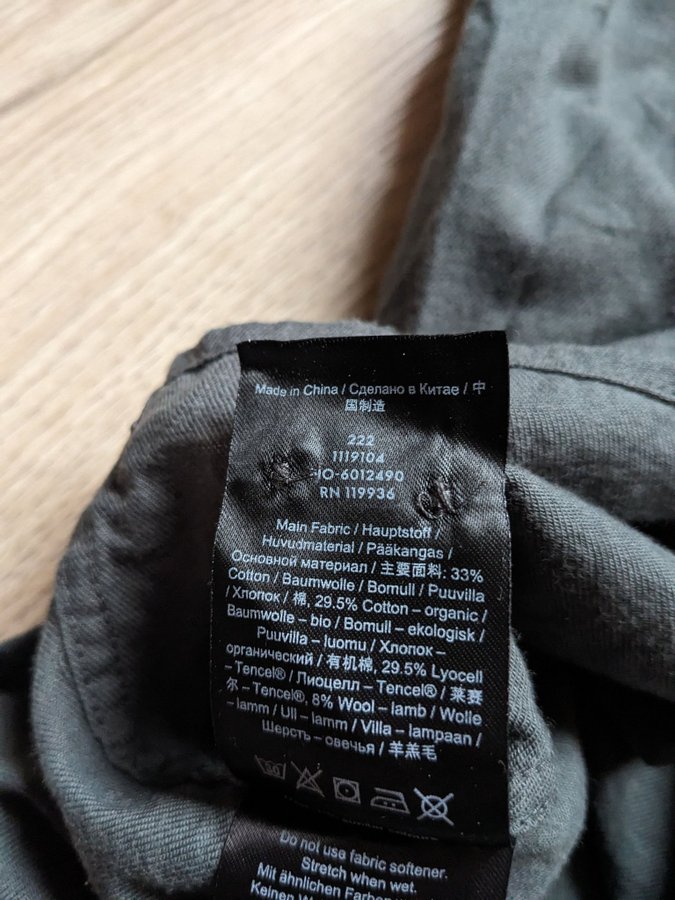 Made in China / Сделано в Китае / 中
国制造
222
1119104
IO-6012490
RN 119936
Main Fabric / Hauptstoff /
Huvudmaterial / Pääkangas /
Основной материал / 主要面料: 33%
Cotton / Baumwolle / Bomull / Puuvilla
/ Хлопок / 棉, 29.5% Cotton – organic /
Baumwolle – bio / Bomull – ekologisk /
Puuvilla – luomu / Хлопок –
органический / 有机棉, 29.5% Lyocell
– Tencel® / Лиоцелл – Tencel® / 莱赛
尔 – Tencel®, 8% Wool – lamb / Wolle
– lamm / Ull – lamm / Villa – lampaan /
Шерсть – овечья / 羊羔毛
Do not use fabric softener.
Stretch when wet.
Mit ähnlichen Farben
Keinen